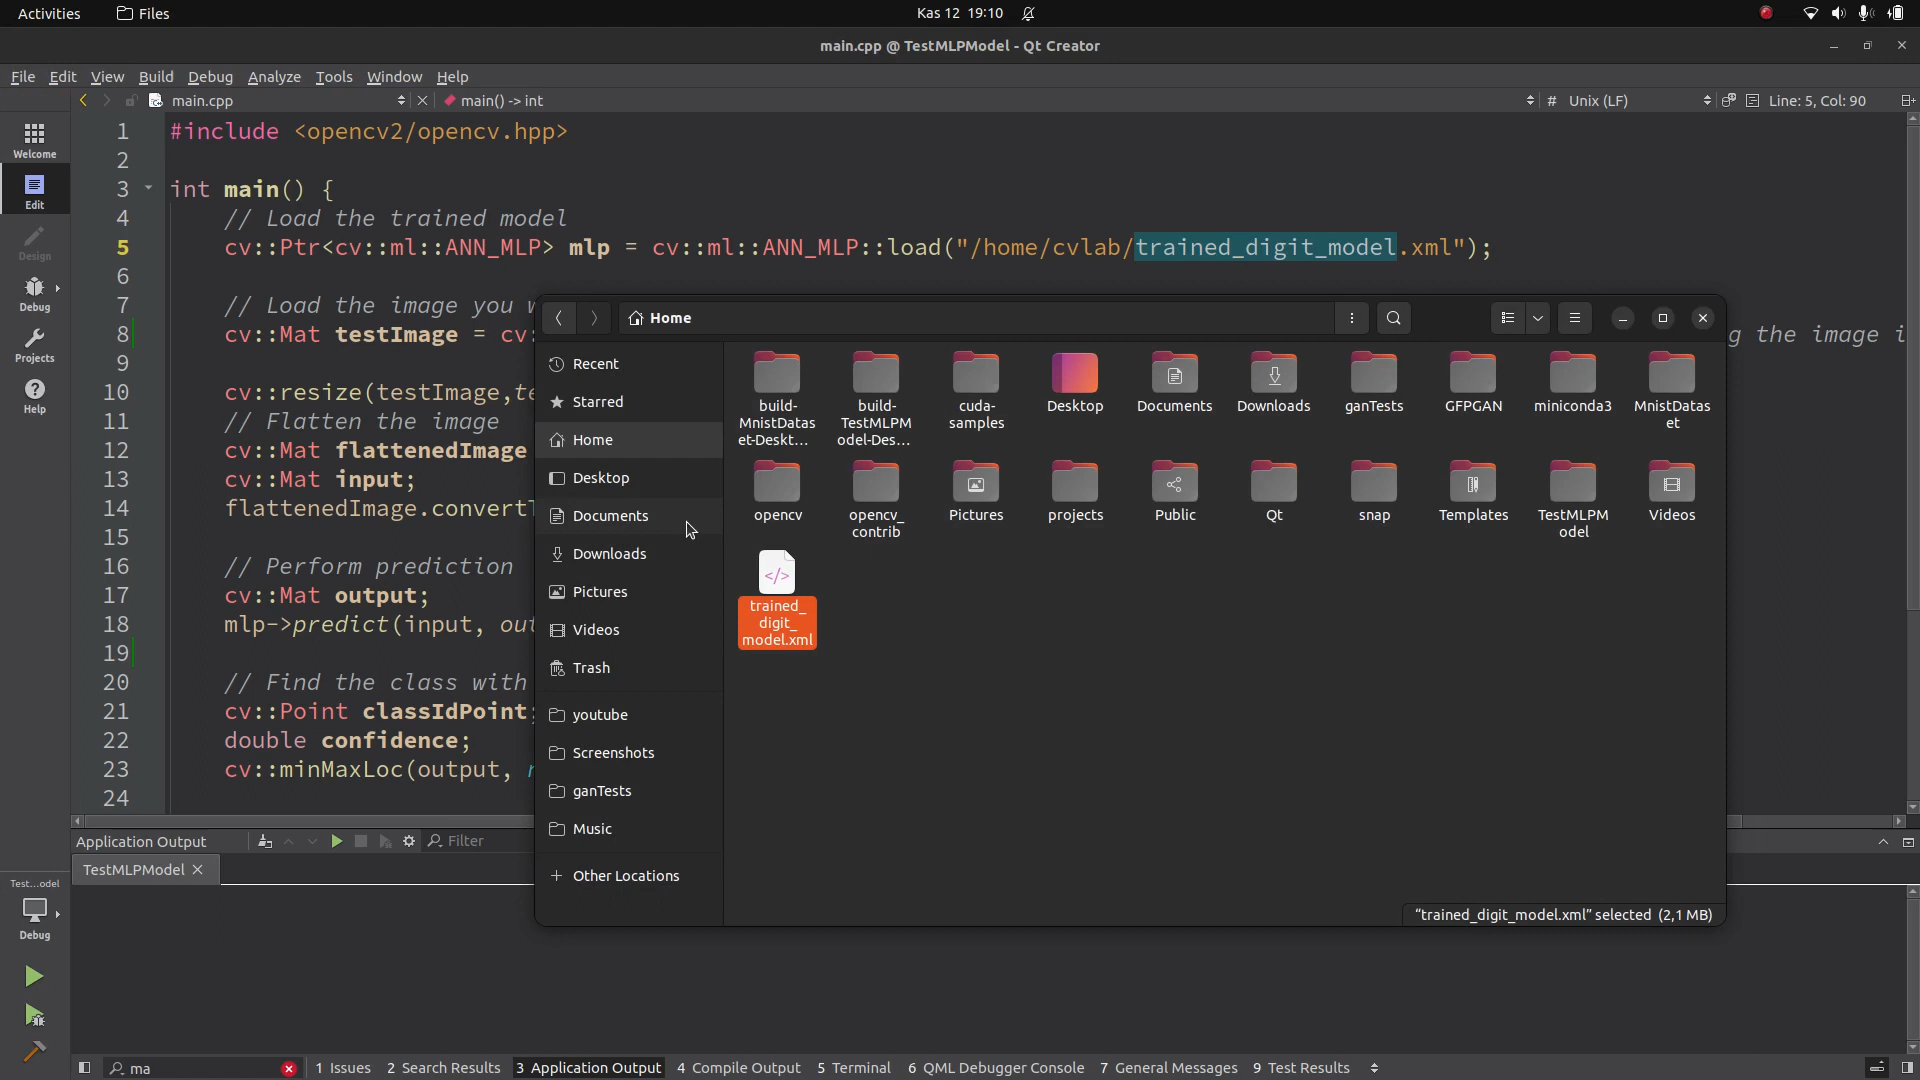 Activities Files Kas 12 19:10
main.cpp @ TestMLPModel - Qt Creator
File Edit View Build Debug Analyze Tools Window Help
main.cpp main() -> int # Unix (LF) Line: 5, Col: 90
Welcome
Edit
Design
Debug
Projects
Help
1 #include <opencv2/opencv.hpp>
2
3 int main() {
4 // Load the trained model
5 cv::Ptr<cv::ml::ANN_MLP> mlp = cv::ml::ANN_MLP::load("/home/cvlab/trained_digit_model.xml");
6
7 // Load the image you
8 cv::Mat testImage = cv: g the image i
9
10 cv::resize(testImage,te
11 // Flatten the image
12 cv::Mat flattenedImage
13 cv::Mat input;
14 flattenedImage.convert
15
16 // Perform prediction
17 cv::Mat output;
18 mlp->predict(input, out
19
20 // Find the class with
21 cv::Point classIdPoint;
22 double confidence;
23 cv::minMaxLoc(output,
24
Home
Recent
Starred
Home
Desktop
Documents
Downloads
Pictures
Videos
Trash
youtube
Screenshots
ganTests
Music
+ Other Locations
build-MnistDataset-Deskt...
build-TestMLPModel-Des...
cuda-samples
Desktop
Documents
Downloads
ganTests
GFPGAN
miniconda3
MnistDataset
opencv
opencv_contrib
Pictures
projects
Public
Qt
snap
Templates
TestMLPModel
Videos
</>
trained_digit_model.xml
"trained_digit_model.xml" selected (2,1 MB)
Application Output Filter
TestMLPModel
Test...odel
Debug
ma 1 Issues 2 Search Results 3 Application Output 4 Compile Output 5 Terminal 6 QML Debugger Console 7 General Messages 9 Test Results